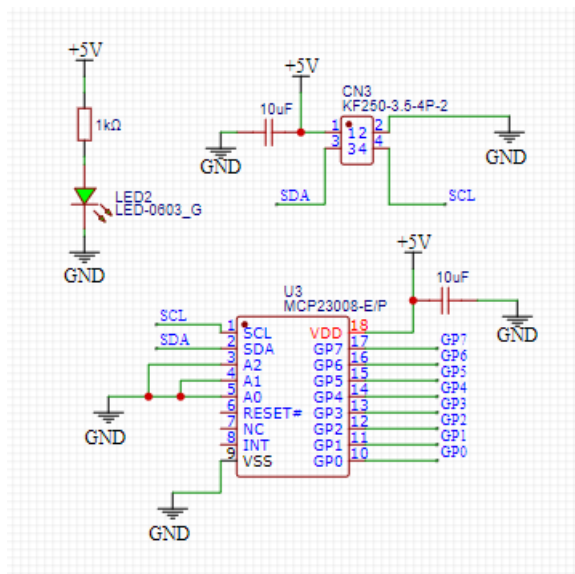 +5V
1kΩ
LED2
LED-0603_G
GND
+5V
10uF
GND
CN3
KF250-3.5-4P-2
1 12 2
3 34 4
GND
SDA
SCL
+5V
10uF
GND
U3
MCP23008-E/P
SCL 1 SCL VDD 18
SDA 2 SDA GP7 17 GP7
3 A2 GP6 16 GP6
4 A1 GP5 15 GP5
5 A0 GP4 14 GP4
6 RESET# GP3 13 GP3
7 NC GP2 12 GP2
8 INT GP1 11 GP1
9 VSS GP0 10 GP0
GND
GND